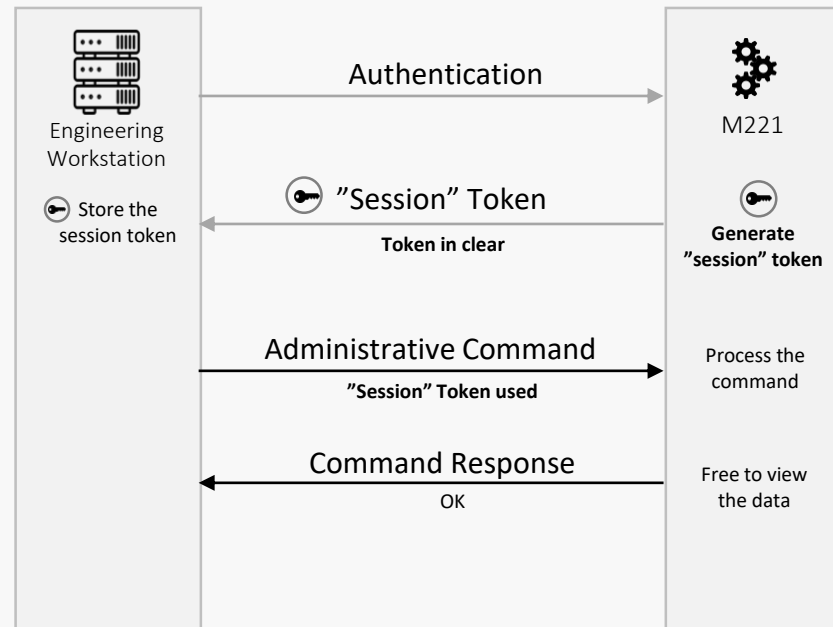 Engineering
Workstation
Authentication
M221
Store the
session token
”Session” Token
Token in clear
Generate
”session” token
Administrative Command
”Session” Token used
Process the
command
Command Response
OK
Free to view
the data